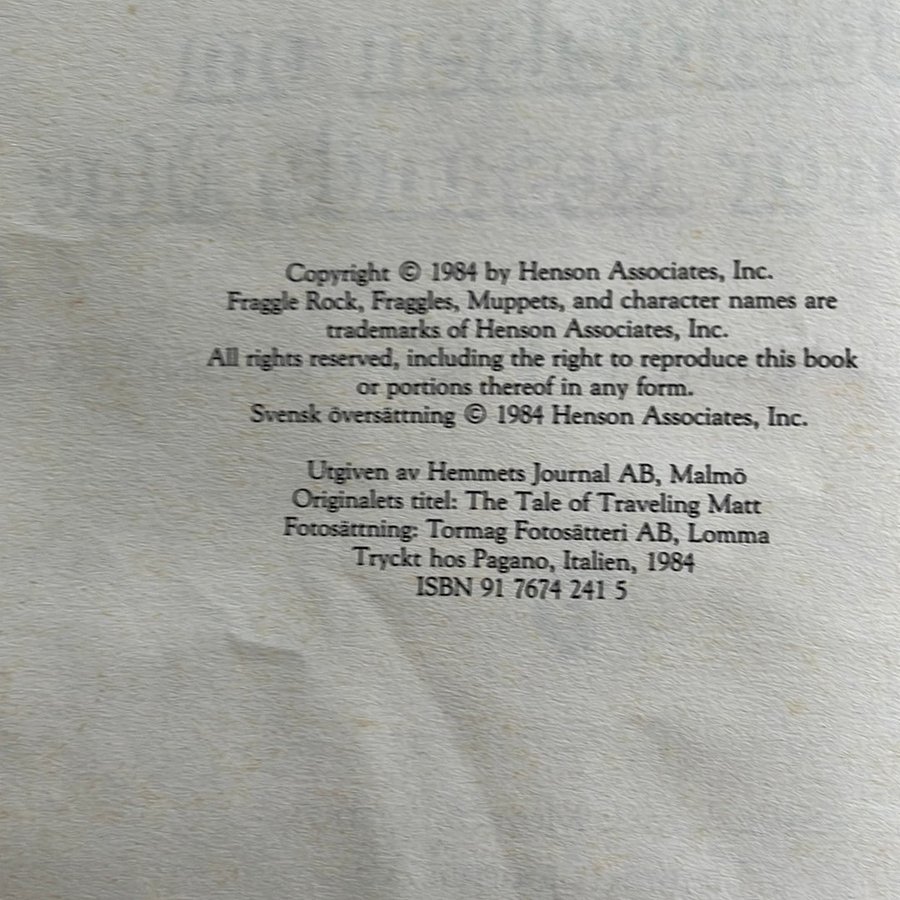 Copyright © 1984 by Henson Associates, Inc.
Fraggle Rock, Fraggles, Muppets, and character names are
trademarks of Henson Associates, Inc.
All rights reserved, including the right to reproduce this book
or portions thereof in any form.
Svensk översättning © 1984 Henson Associates, Inc.
Utgiven av Hemmets Journal AB, Malmö
Originalets titel: The Tale of Traveling Matt
Fotosättning: Tormag Fotosätteri AB, Lomma
Tryckt hos Pagano, Italien, 1984
ISBN 91 7674 241 5